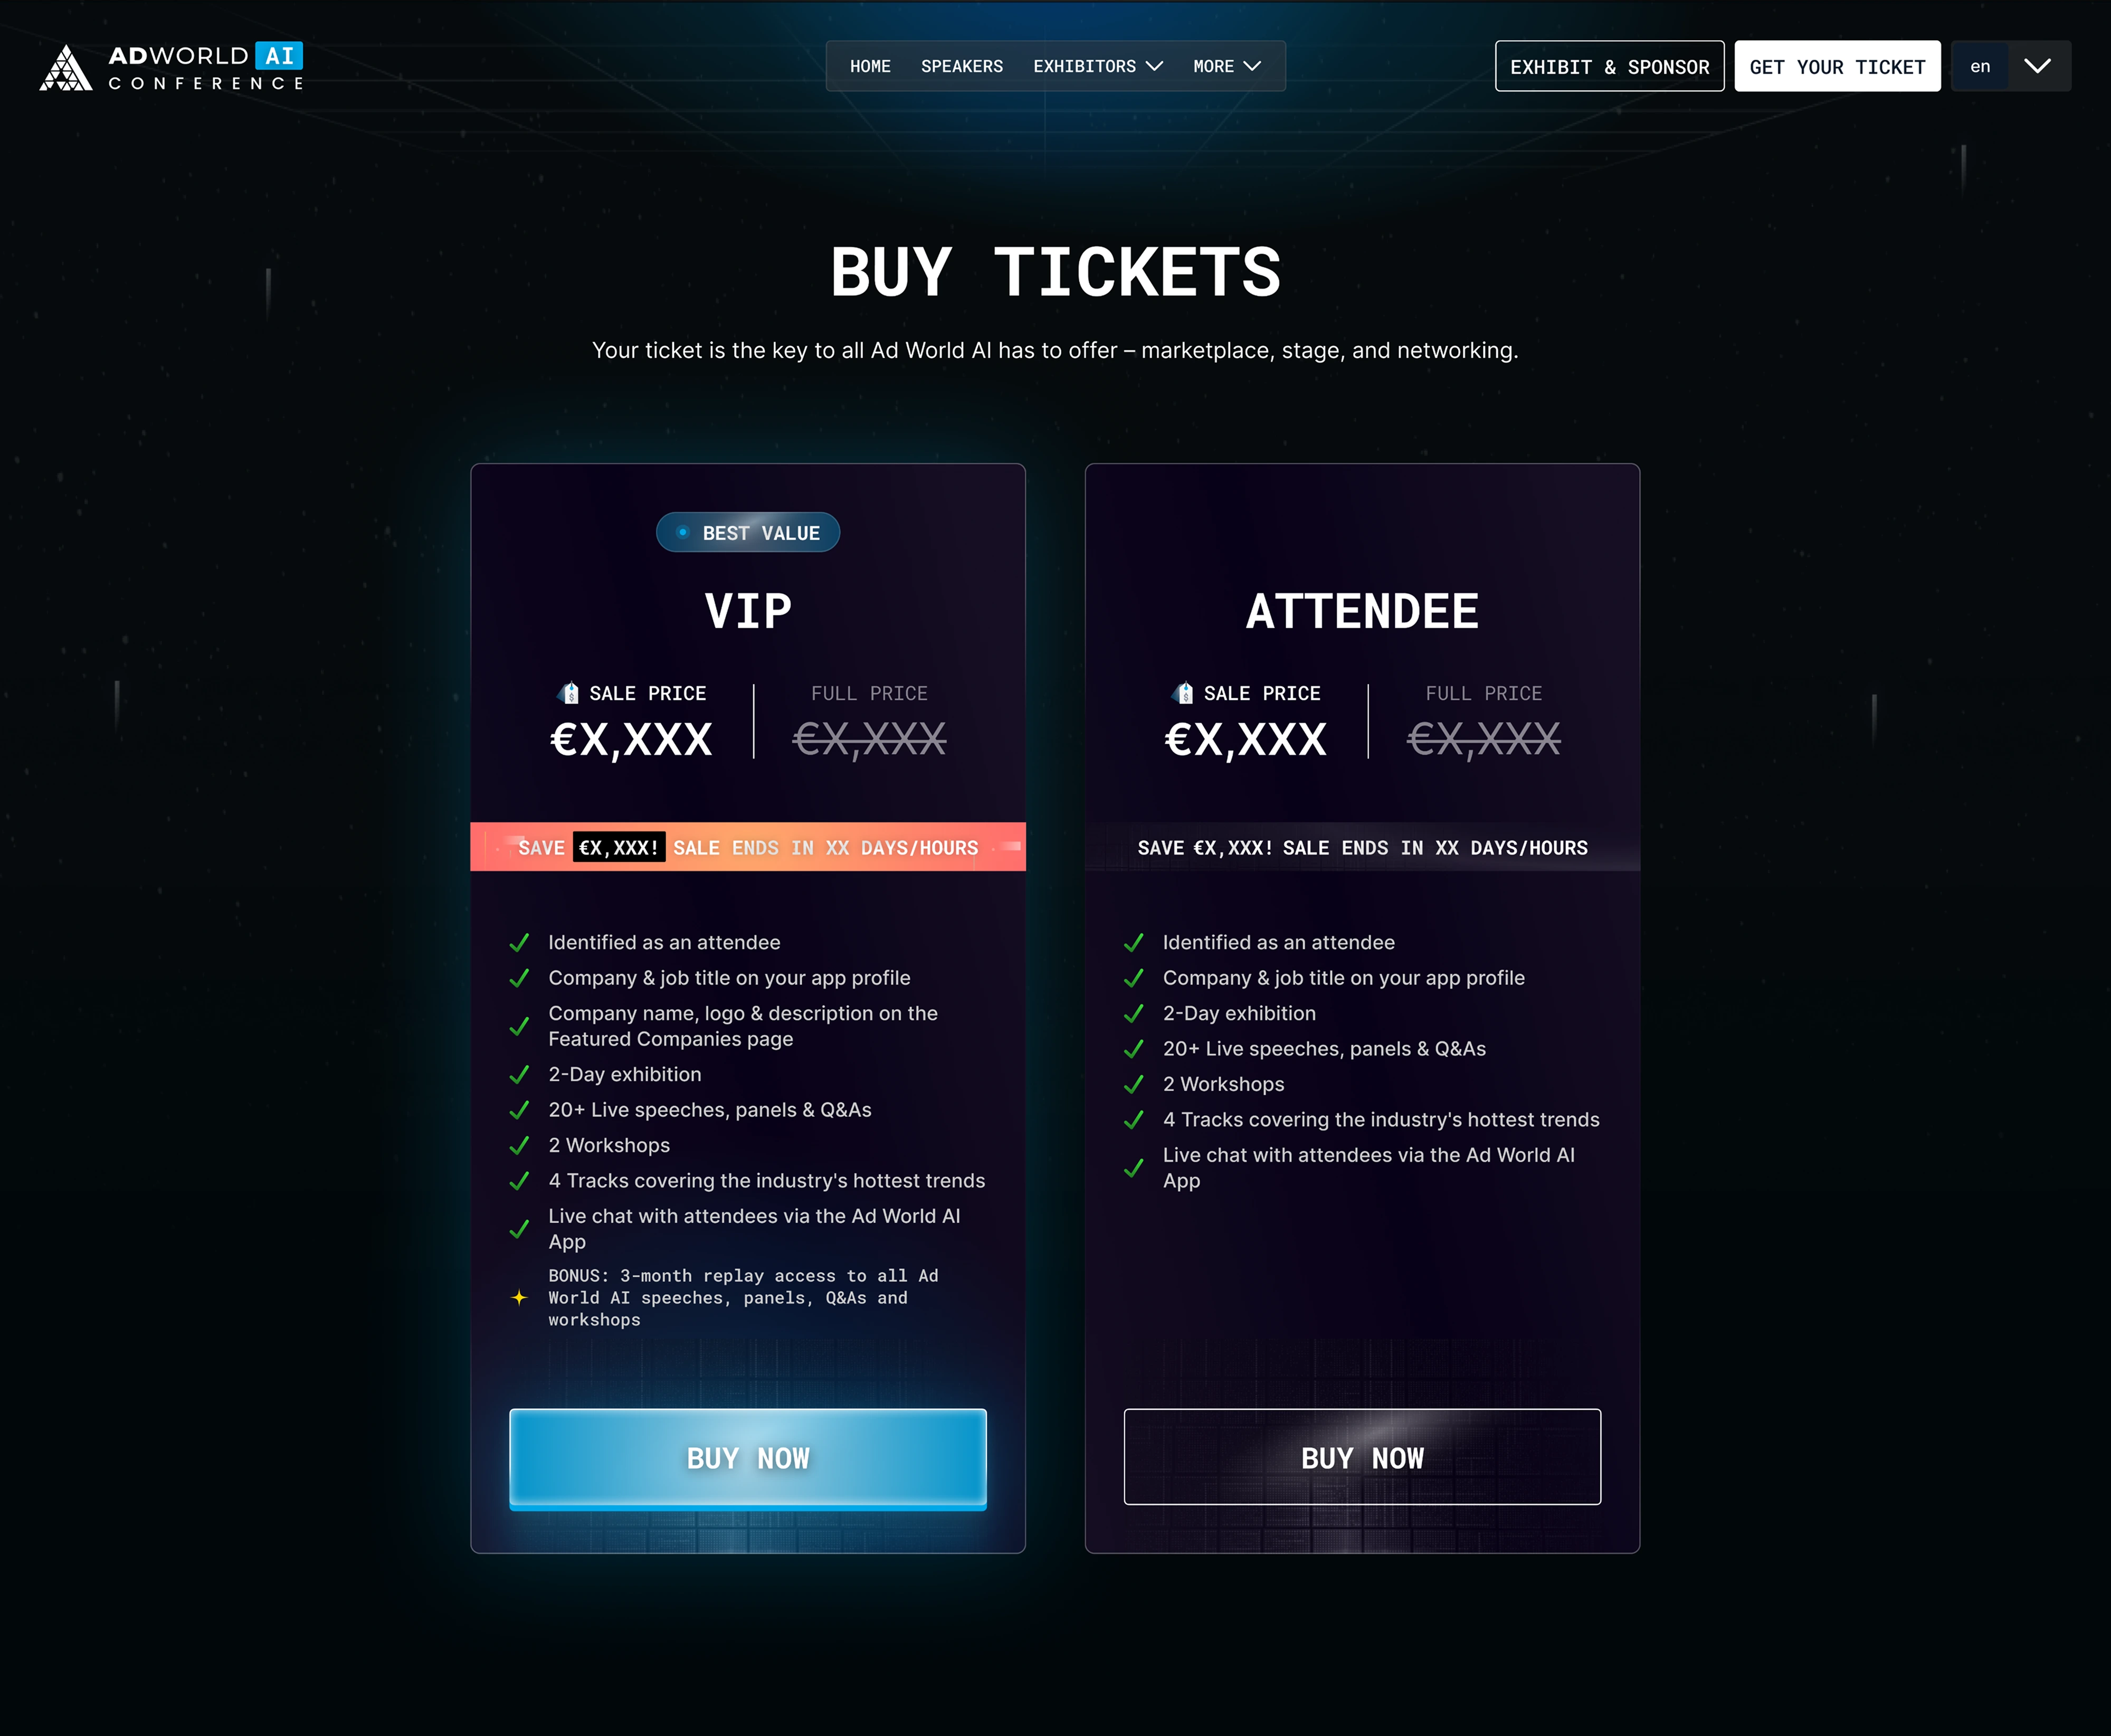 ADWORLD AI
CONFERENCE
HOME
SPEAKERS
EXHIBITORS
MORE
EXHIBIT & SPONSOR
GET YOUR TICKET
en
BUY TICKETS
Your ticket is the key to all Ad World AI has to offer – marketplace, stage, and networking.
BEST VALUE
VIP
SALE PRICE
€X,XXX
FULL PRICE
€X,XXX
SAVE €X,XXX! SALE ENDS IN XX DAYS/HOURS
Identified as an attendee
Company & job title on your app profile
Company name, logo & description on the
Featured Companies page
2-Day exhibition
20+ Live speeches, panels & Q&As
2 Workshops
4 Tracks covering the industry's hottest trends
Live chat with attendees via the Ad World AI
App
BONUS: 3-month replay access to all Ad
World AI speeches, panels, Q&As and
workshops
BUY NOW
ATTENDEE
SALE PRICE
€X,XXX
FULL PRICE
€X,XXX
SAVE €X,XXX! SALE ENDS IN XX DAYS/HOURS
Identified as an attendee
Company & job title on your app profile
2-Day exhibition
20+ Live speeches, panels & Q&As
2 Workshops
4 Tracks covering the industry's hottest trends
Live chat with attendees via the Ad World AI
App
BUY NOW